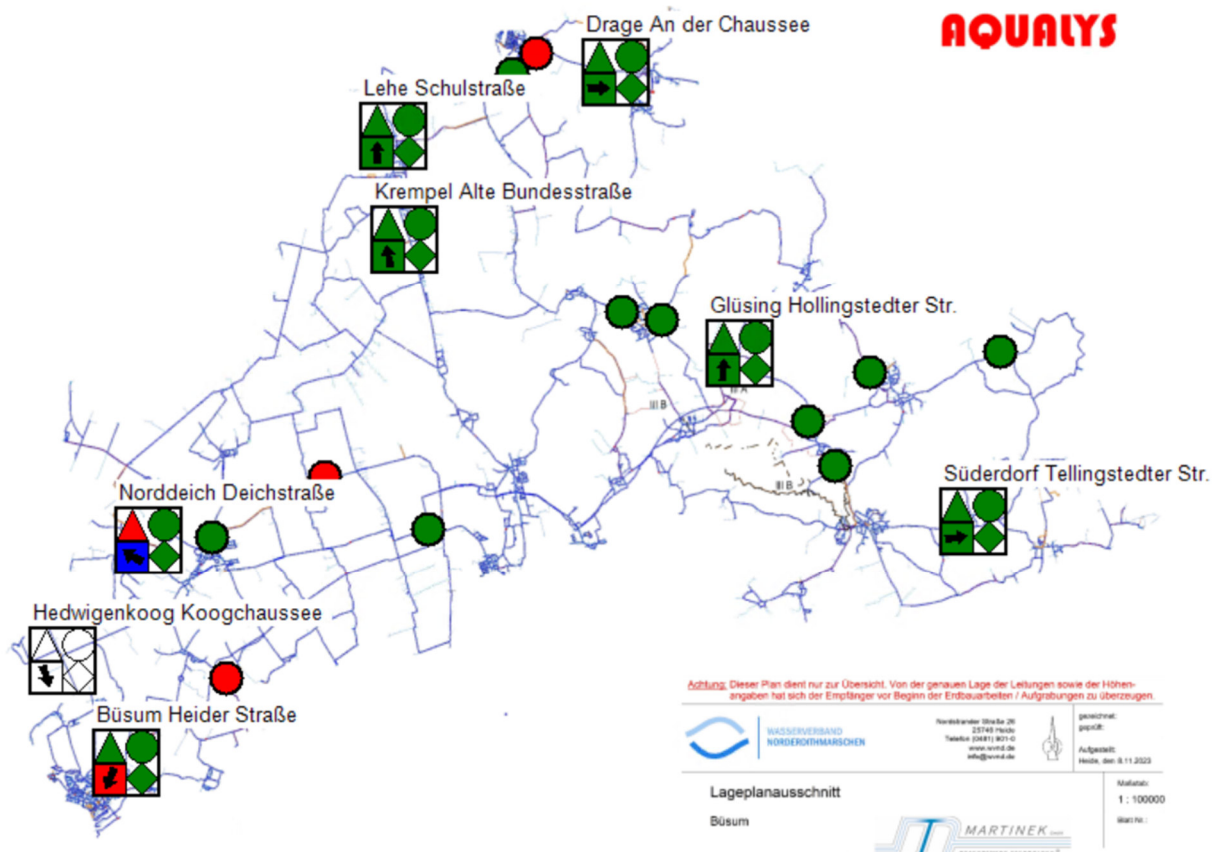 Drage An der Chaussee
AQUALYS
Lehe Schulstraße
Krempel Alte Bundesstraße
Glüsing Hollingstedter Str.
III A
III B
III B
Süderdorf Tellingstedter Str.
Norddeich Deichstraße
Hedwigenkoog Koogchaussee
Büsum Heider Straße
Achtung: Dieser Plan dient nur zur Übersicht. Von der genauen Lage der Leitungen sowie der Höhen-
angaben hat sich der Empfänger vor Beginn der Erdbauarbeiten / Aufgrabungen zu überzeugen.
WASSERVERBAND
NORDERDITHMARSCHEN
Nordstrander Straße 26
25746 Heide
Telefon (0481) 901-0
www.wvnd.de
info@wvnd.de
gezeichnet:
geprüft:
Aufgestellt:
Heide, den 8.11.2023
Lageplanausschnitt
Büsum
Maßstab:
1 : 100000
Blatt Nr.:
MARTINEK GmbH